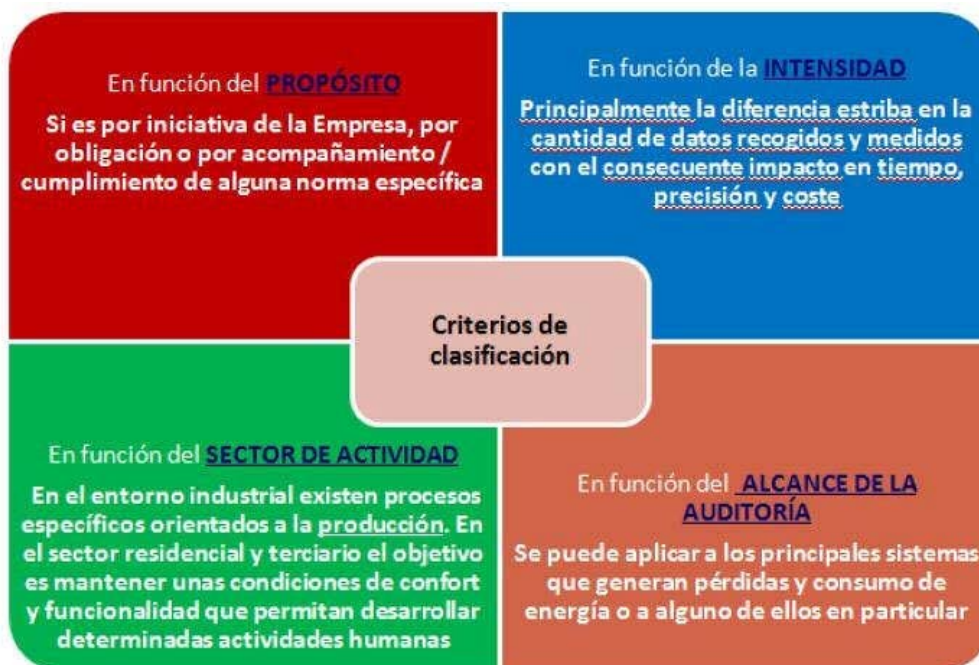 En función del PROPÓSITO
Si es por iniciativa de la Empresa, por
obligación o por acompañamiento /
cumplimiento de alguna norma específica
En función de la INTENSIDAD
Principalmente la diferencia estriba en la
cantidad de datos recogidos y medidos
con el consecuente impacto en tiempo,
precisión y coste
Criterios de
clasificación
En función del SECTOR DE ACTIVIDAD
En el entorno industrial existen procesos
específicos orientados a la producción. En
el sector residencial y terciario el objetivo
es mantener unas condiciones de confort
y funcionalidad que permitan desarrollar
determinadas actividades humanas
En función del ALCANCE DE LA
AUDITORÍA
Se puede aplicar a los principales sistemas
que generan pérdidas y consumo de
energía o a alguno de ellos en particular